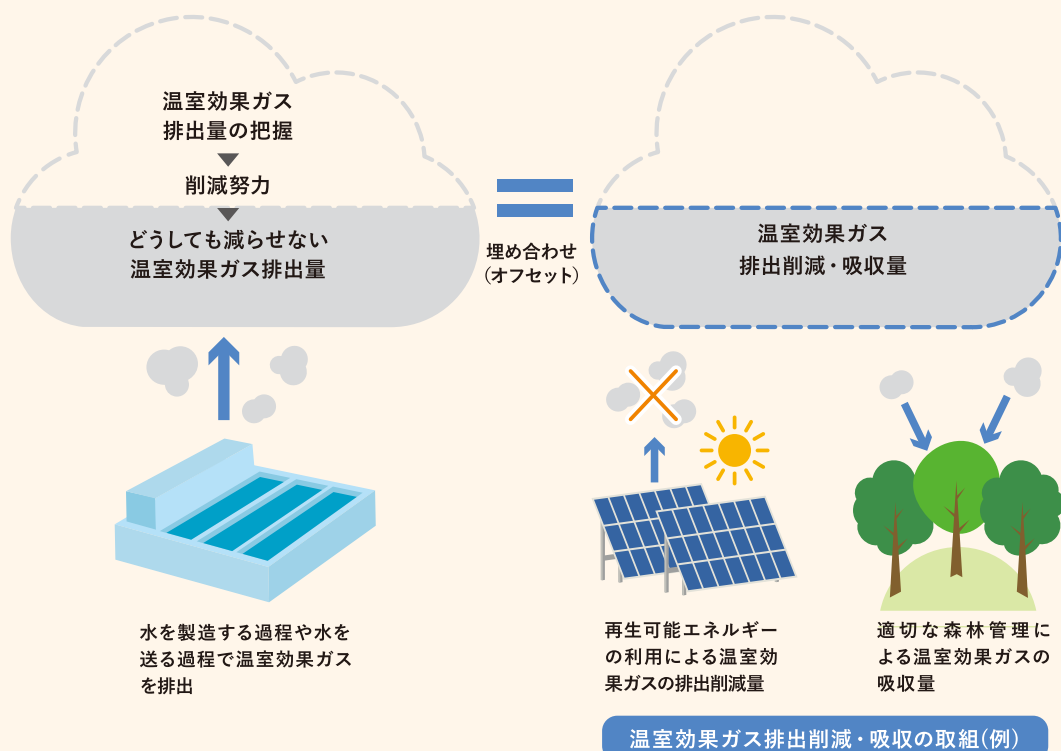 温室効果ガス
排出量の把握
削減努力
どうしても減らせない
温室効果ガス排出量
埋め合わせ
(オフセット)
温室効果ガス
排出削減・吸収量
水を製造する過程や水を
送る過程で温室効果ガス
を排出
再生可能エネルギー
の利用による温室効
果ガスの排出削減量
適切な森林管理に
よる温室効果ガスの
吸収量
温室効果ガス排出削減・吸収の取組(例)